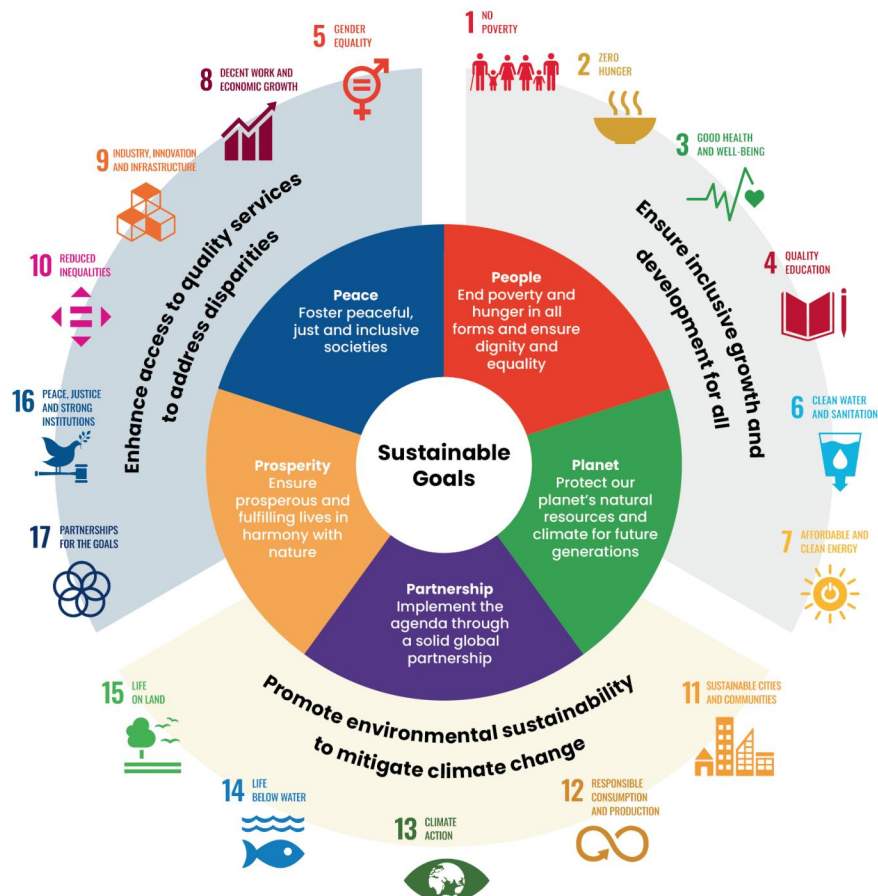 1 NO
POVERTY
2 ZERO
HUNGER
3 GOOD HEALTH
AND WELL-BEING
4 QUALITY
EDUCATION
6 CLEAN WATER
AND SANITATION
7 AFFORDABLE AND
CLEAN ENERGY
Ensure inclusive growth and
development for all
11 SUSTAINABLE CITIES
AND COMMUNITIES
12 RESPONSIBLE
CONSUMPTION
AND PRODUCTION
13 CLIMATE
ACTION
14 LIFE
BELOW WATER
15 LIFE
ON LAND
Promote environmental sustainability
to mitigate climate change
17 PARTNERSHIPS
FOR THE GOALS
16 PEACE, JUSTICE
AND STRONG
INSTITUTIONS
10 REDUCED
INEQUALITIES
9 INDUSTRY, INNOVATION
AND INFRASTRUCTURE
8 DECENT WORK AND
ECONOMIC GROWTH
5 GENDER
EQUALITY
Enhance access to quality services
to address disparities
People
End poverty and
hunger in all
forms and ensure
dignity and
equality
Planet
Protect our
planet's natural
resources and
climate for future
generations
Partnership
Implement the
agenda through
a solid global
partnership
Prosperity
Ensure
prosperous and
fulfilling lives in
harmony with
nature
Peace
Foster peaceful,
just and inclusive
societies
Sustainable
Goals